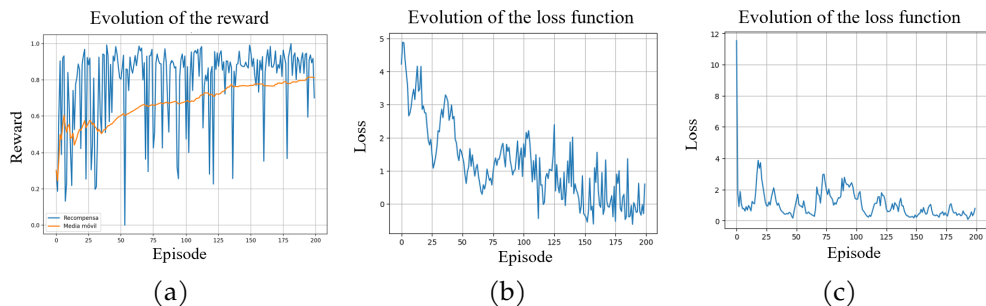 Evolution of the reward
Reward
1.0
0.8
0.6
0.4
0.2
0.0
Recompensa
Media móvil
0 25 50 75 100 125 150 175 200
Episode
(a)
Evolution of the loss function
Loss
5
4
3
2
1
0
0 25 50 75 100 125 150 175 200
Episode
(b)
Evolution of the loss function
Loss
12
10
8
6
4
2
0
0 25 50 75 100 125 150 175 200
Episode
(c)